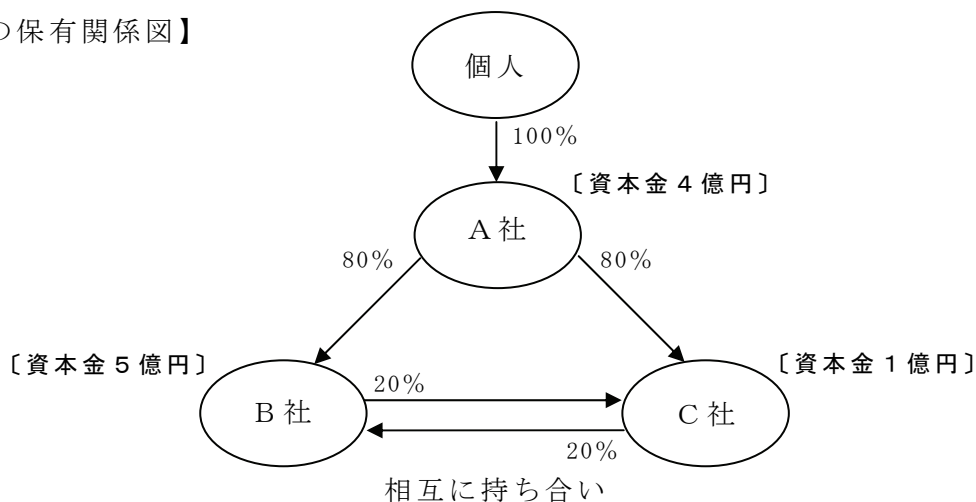 の保有関係図】
個人
100%
〔資本金４億円〕
A社
80%
80%
〔資本金５億円〕
〔資本金１億円〕
B社
20%
C社
20%
相互に持ち合い